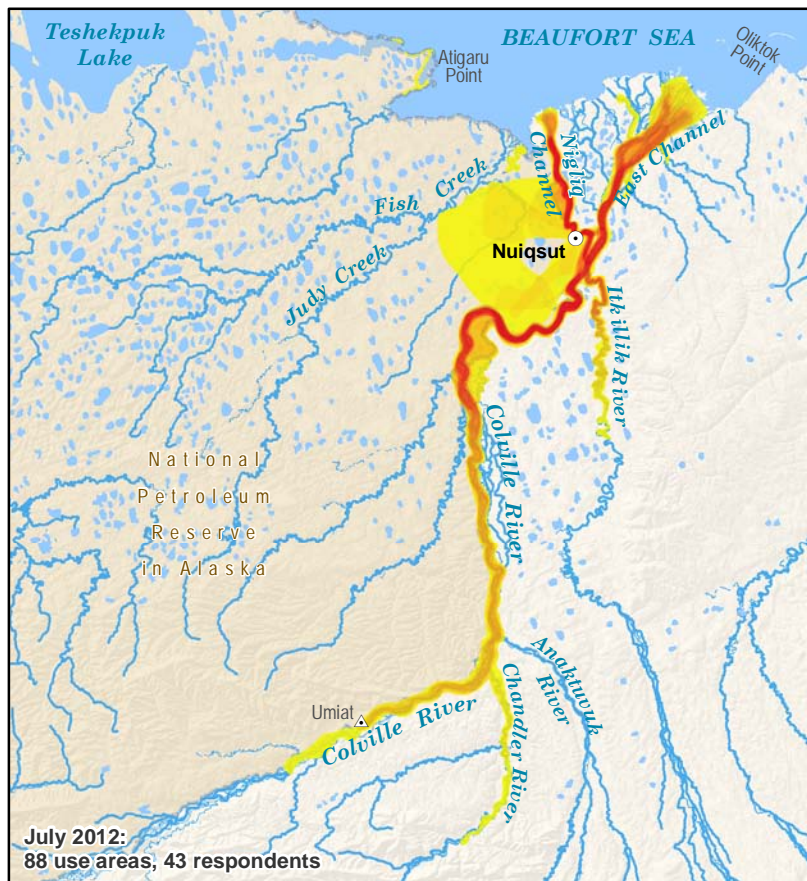 Teshekpuk
Lake
BEAUFORT SEA
Oliktok
Point
Atigaru
Point
Nigliq
Channel
East Channel
Fish Creek
Judy Creek
Nuiqsut
Itkillik River
Colville River
National
Petroleum
Reserve
in Alaska
Anaktuvuk
River
Chandler River
Umiat
Colville River
July 2012:
88 use areas, 43 respondents